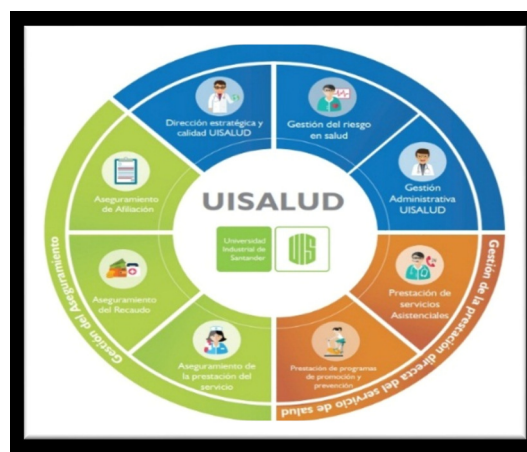 Dirección estratégica y
calidad UISALUD
Gestión del riesgo
en salud
Gestión
Administrativa
UISALUD
Prestación de
servicios
Asistenciales
Prestación de programas
de promoción y
prevención
Aseguramiento de
la prestación del
servicio
Aseguramiento
del Recaudo
Aseguramiento
de Afiliación
UISALUD
Universidad
Industrial de
Santander
UIS
Gestión del Aseguramiento
Gestión de la prestación directa del servicio de salud